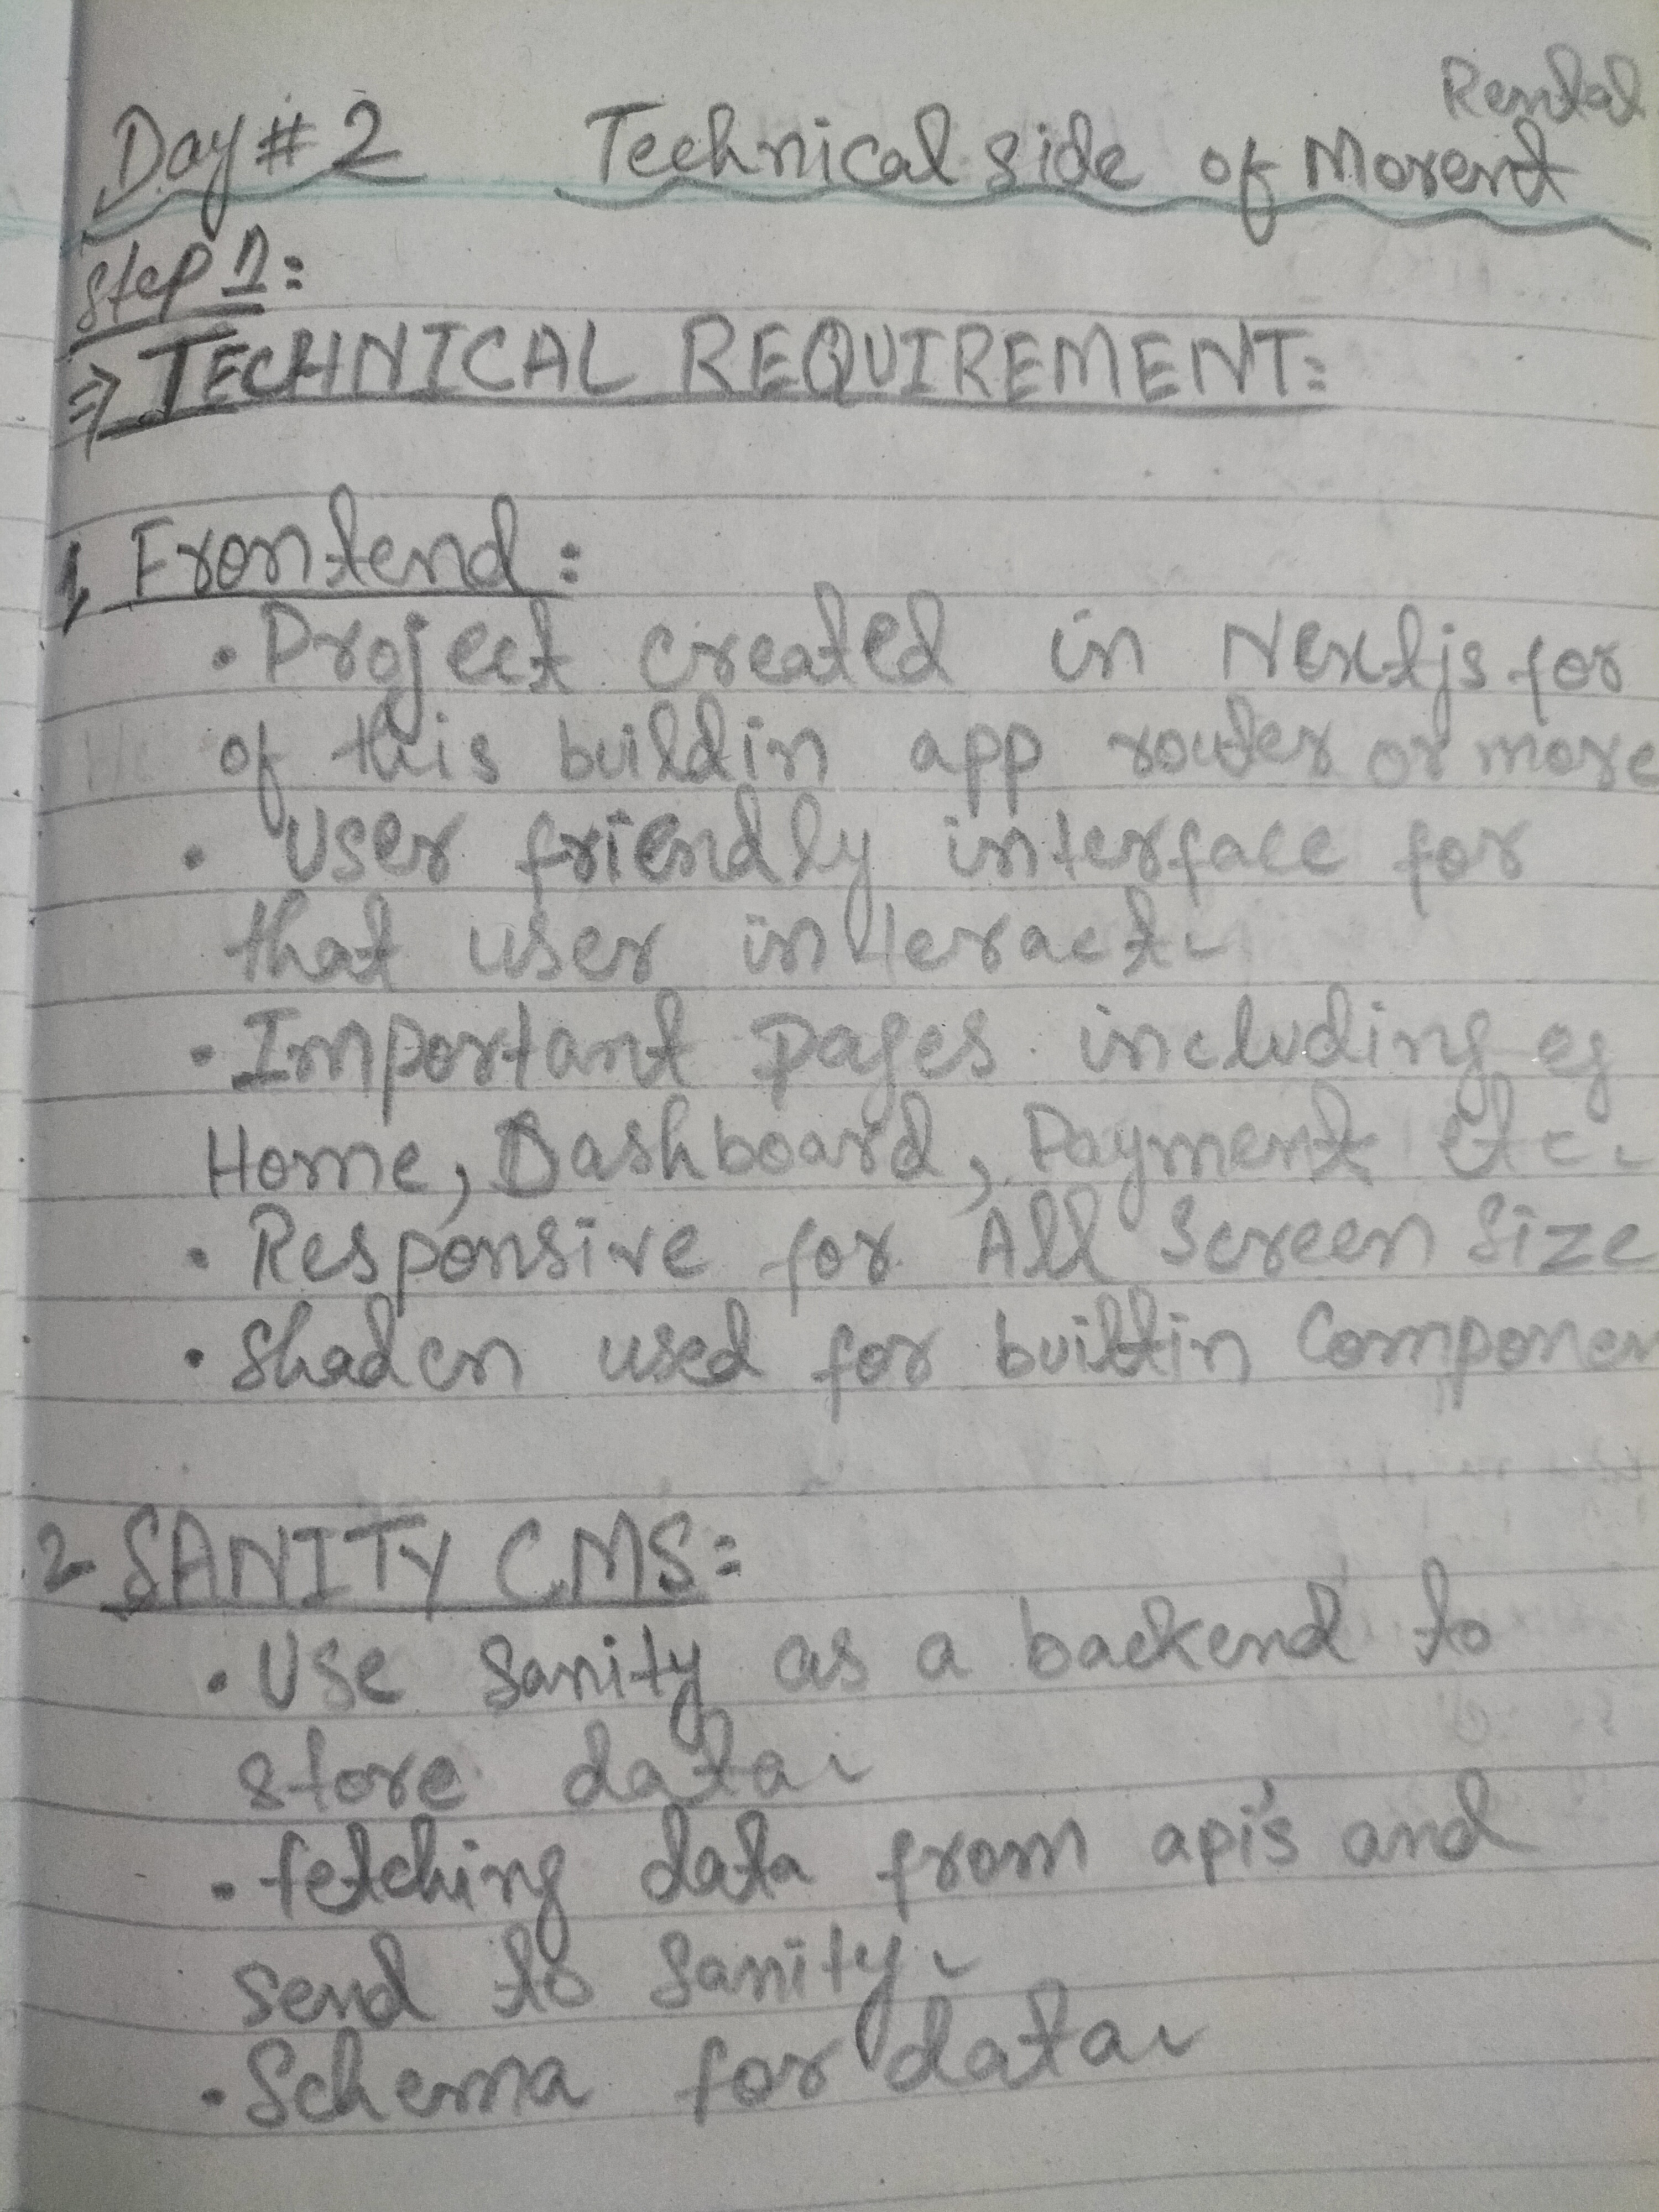 Rental
Day # 2 Technical side of Morent
Step 1:
⇒ TECHNICAL REQUIREMENT:
1, Frontend:
• Project created in Nextjs for
of this buildin app router or more
• User friendly interface for
that user interact.
• Important pages including eg
Home, Dashboard, Payment etc.
• Responsive for All Screen Size
• Shadcn used for builtin Componen
2- SANITY CMS:
• Use Sanity as a backend to
store data.
• fetching data from api's and
send to Sanity.
• Schema for data.